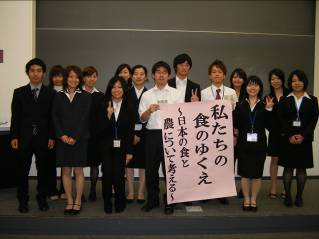 私たちの
食のゆくえ
～日本の食と
農について考える～